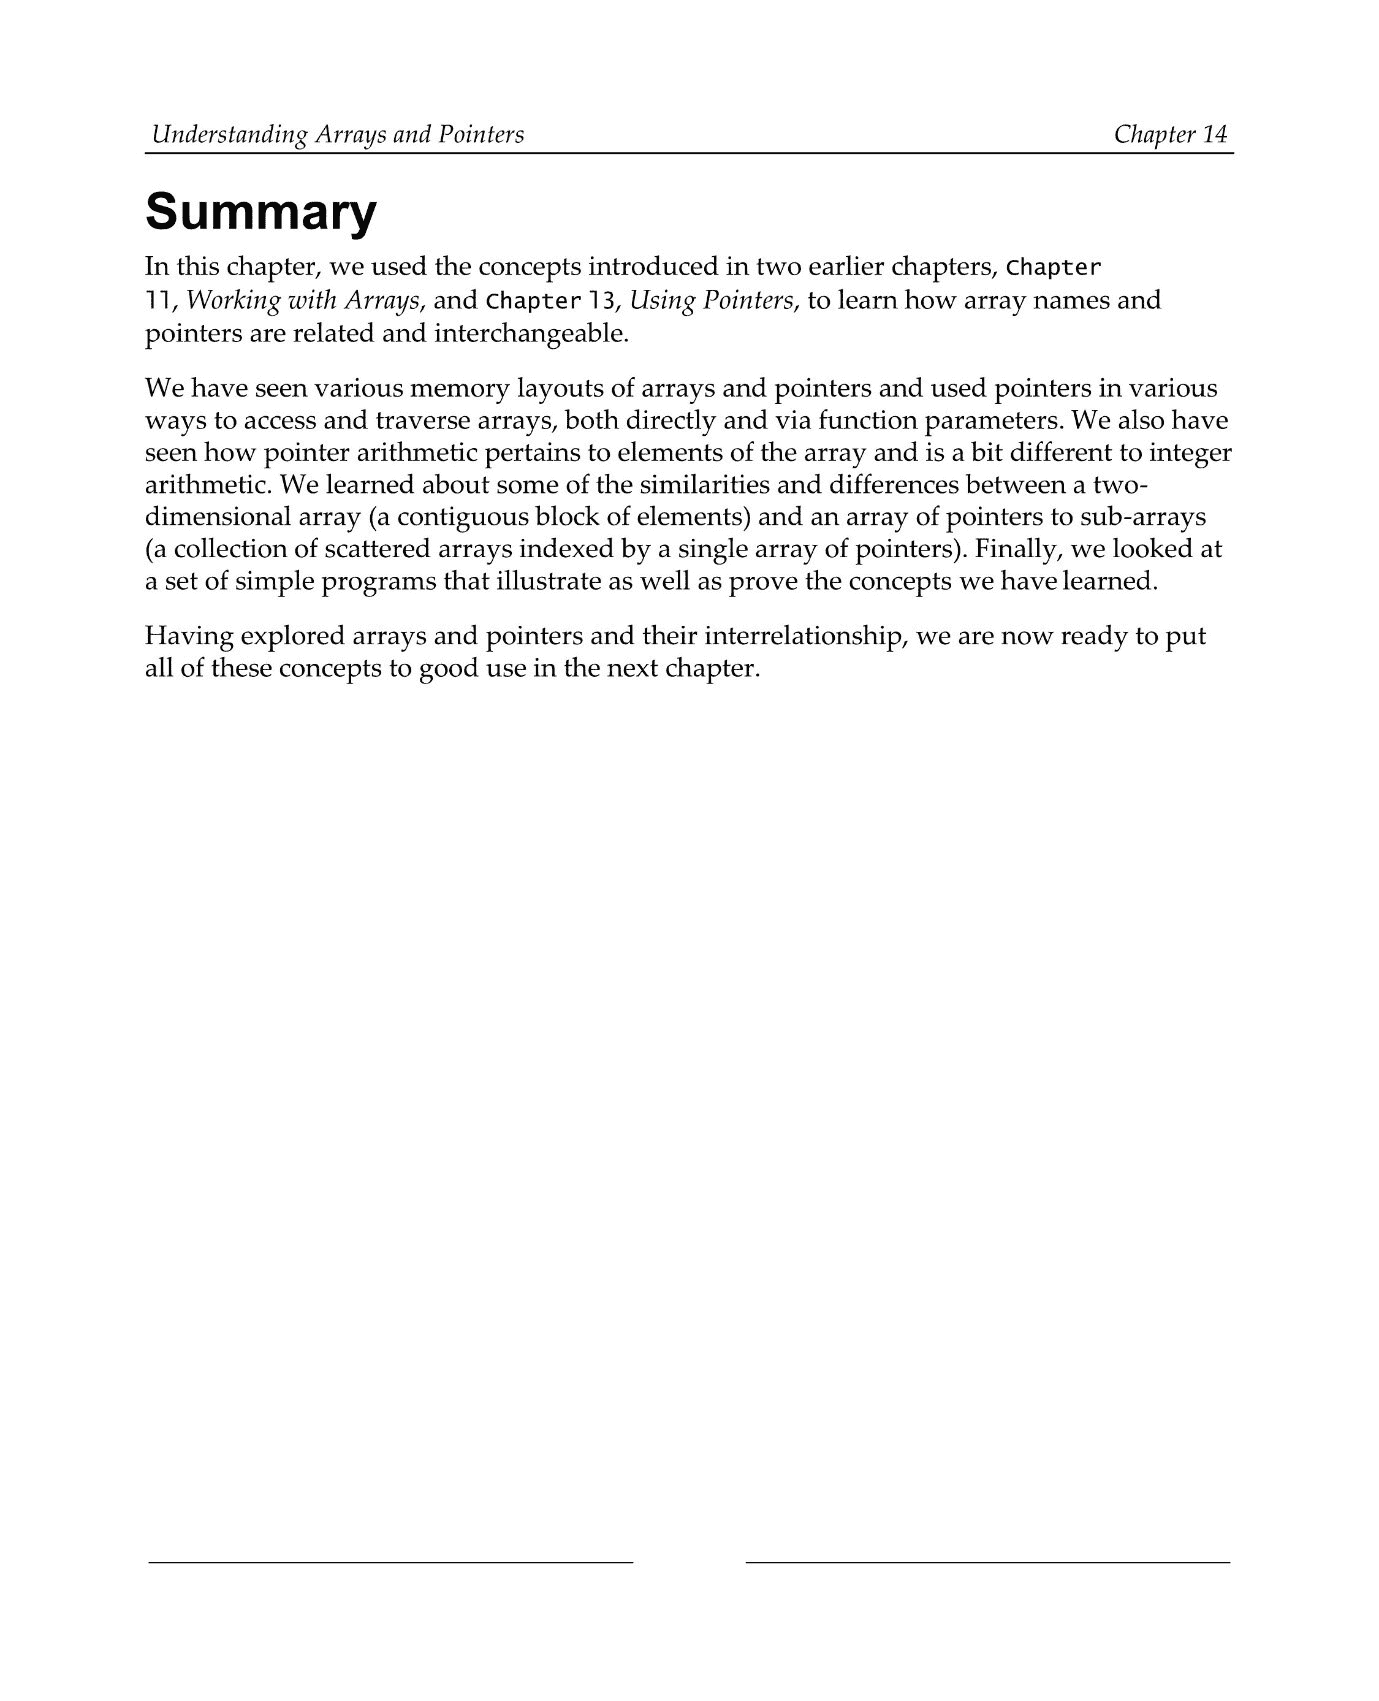 Understanding Arrays and Pointers Chapter 14
Summary
In this chapter, we used the concepts introduced in two earlier chapters, Chapter
11, Working with Arrays, and Chapter 13, Using Pointers, to learn how array names and
pointers are related and interchangeable.
We have seen various memory layouts of arrays and pointers and used pointers in various
ways to access and traverse arrays, both directly and via function parameters. We also have
seen how pointer arithmetic pertains to elements of the array and is a bit different to integer
arithmetic. We learned about some of the similarities and differences between a two-
dimensional array (a contiguous block of elements) and an array of pointers to sub-arrays
(a collection of scattered arrays indexed by a single array of pointers). Finally, we looked at
a set of simple programs that illustrate as well as prove the concepts we have learned.
Having explored arrays and pointers and their interrelationship, we are now ready to put
all of these concepts to good use in the next chapter.